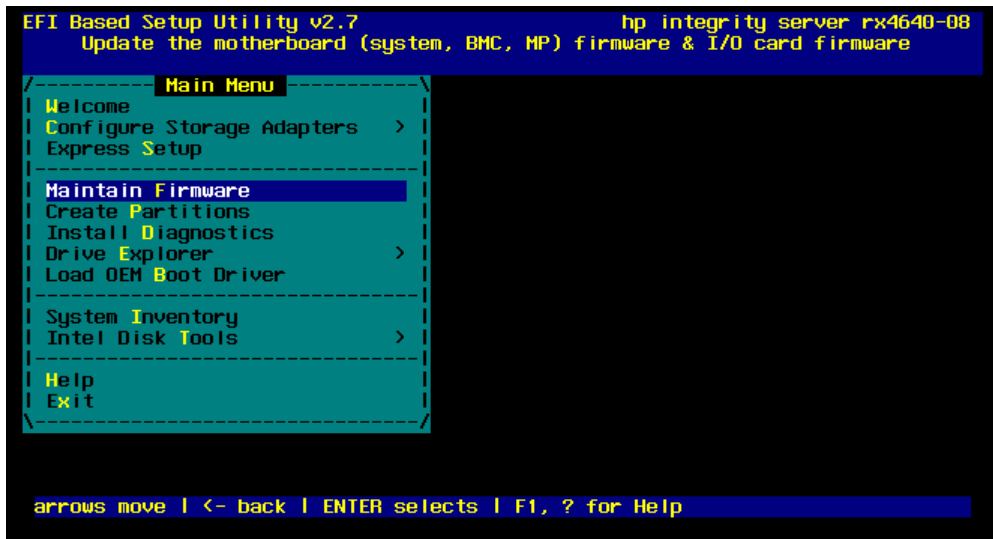 EFI Based Setup Utility v2.7 hp integrity server rx4640-08
Update the motherboard (system, BMC, MP) firmware & I/O card firmware
Main Menu
Welcome
Configure Storage Adapters >
Express Setup
Maintain Firmware
Create Partitions
Install Diagnostics
Drive Explorer >
Load OEM Boot Driver
System Inventory
Intel Disk Tools >
Help
Exit
arrows move | <- back | ENTER selects | F1, ? for Help